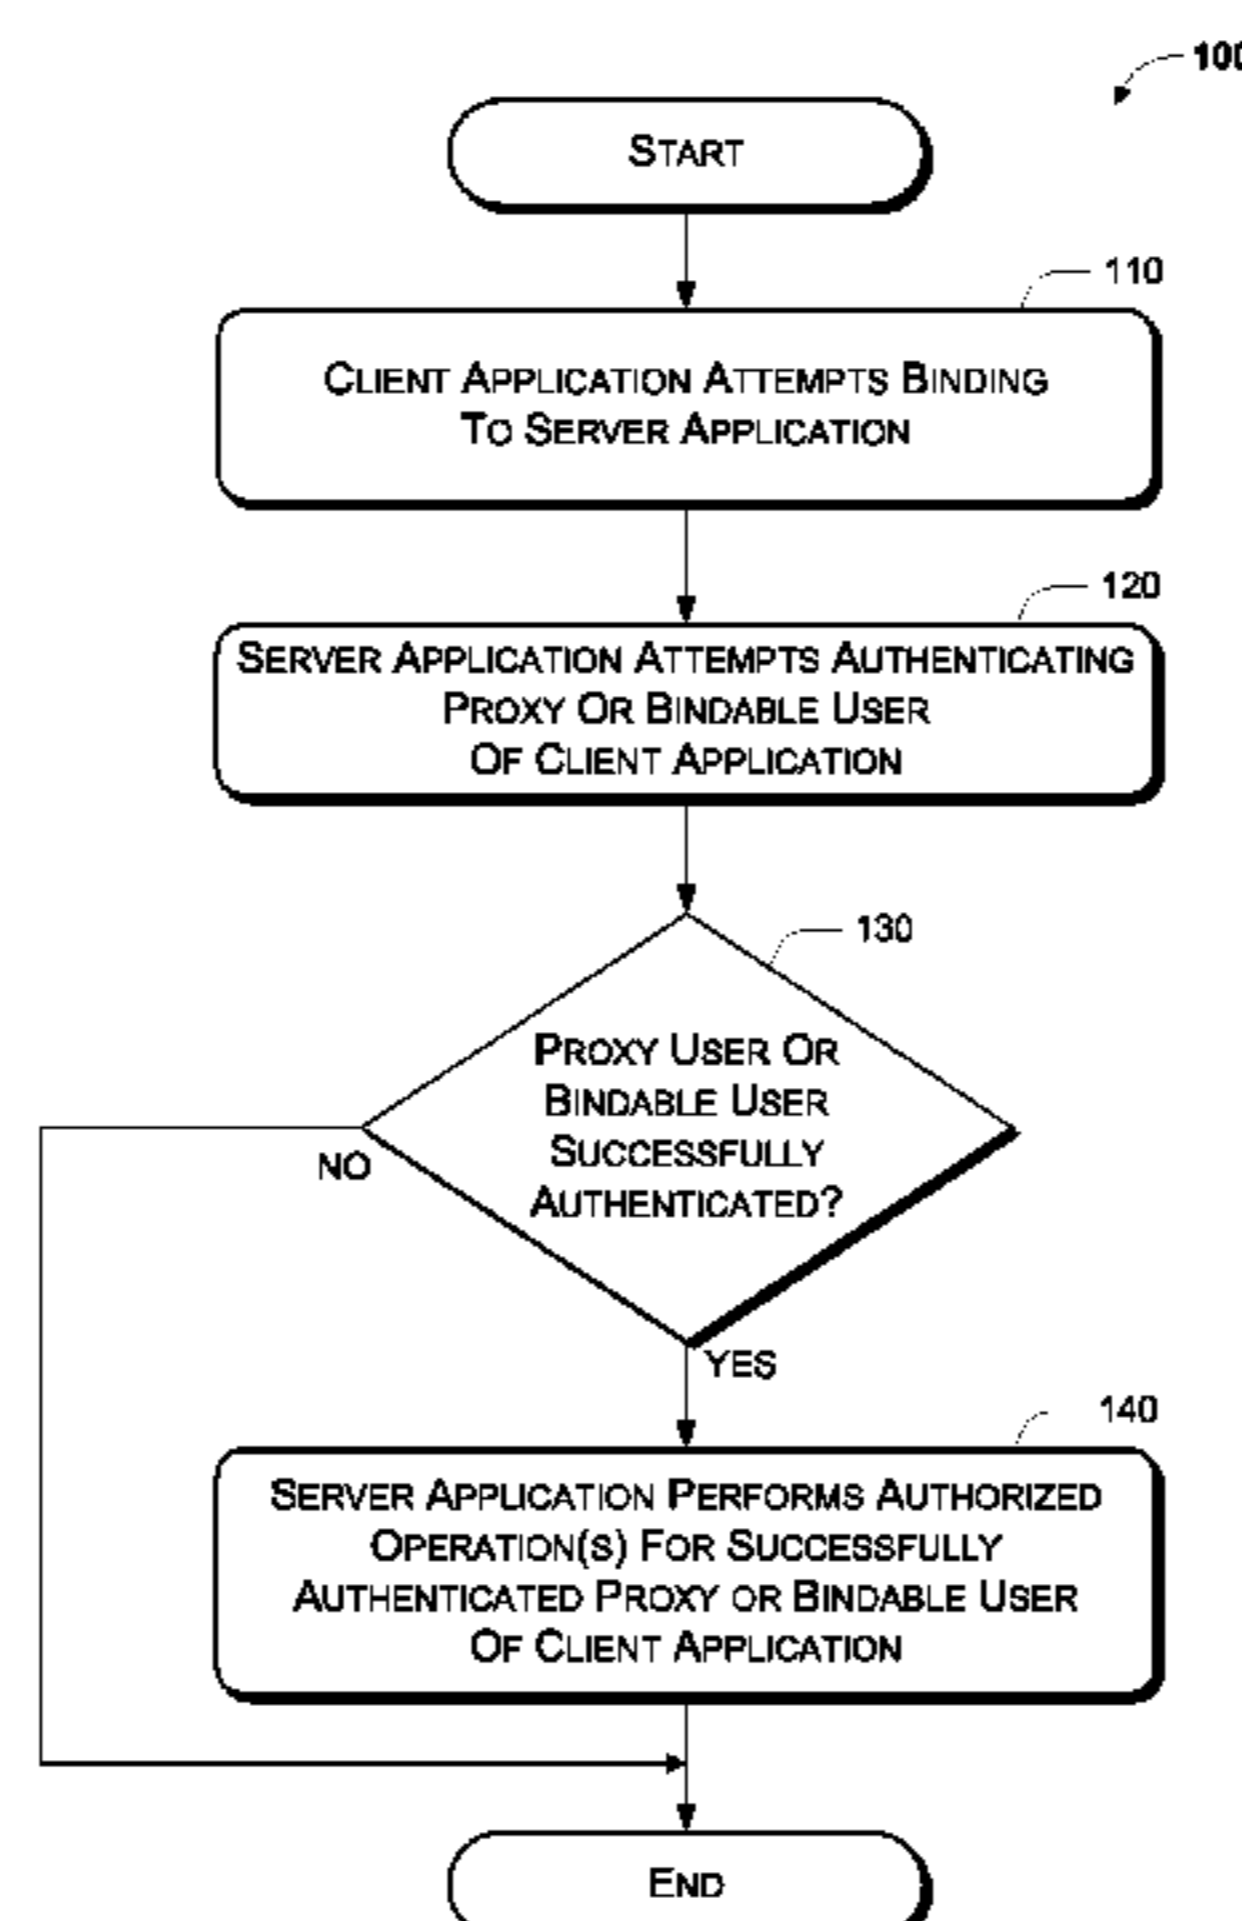 100
START
110
CLIENT APPLICATION ATTEMPTS BINDING
TO SERVER APPLICATION
120
SERVER APPLICATION ATTEMPTS AUTHENTICATING
PROXY OR BINDABLE USER
OF CLIENT APPLICATION
130
PROXY USER OR
BINDABLE USER
SUCCESSFULLY
AUTHENTICATED?
NO
YES
140
SERVER APPLICATION PERFORMS AUTHORIZED
OPERATION(S) FOR SUCCESSFULLY
AUTHENTICATED PROXY OR BINDABLE USER
OF CLIENT APPLICATION
END